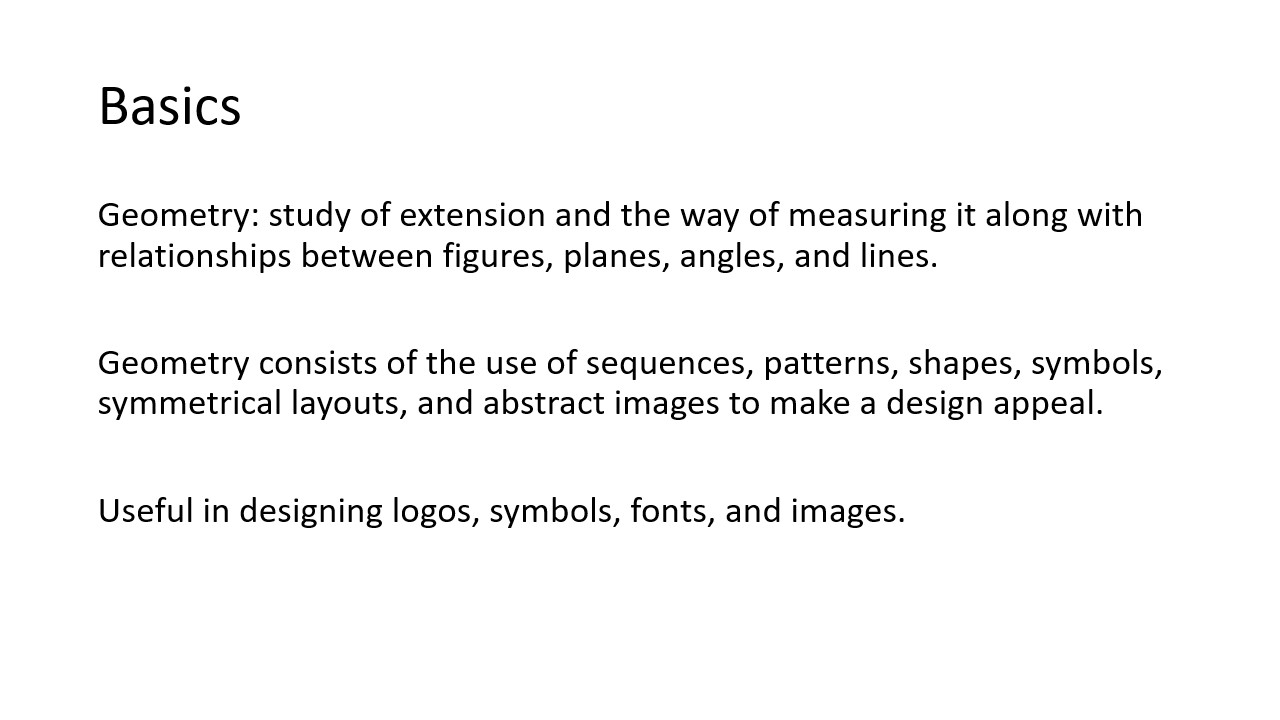 Basics
Geometry: study of extension and the way of measuring it along with
relationships between figures, planes, angles, and lines.
Geometry consists of the use of sequences, patterns, shapes, symbols,
symmetrical layouts, and abstract images to make a design appeal.
Useful in designing logos, symbols, fonts, and images.